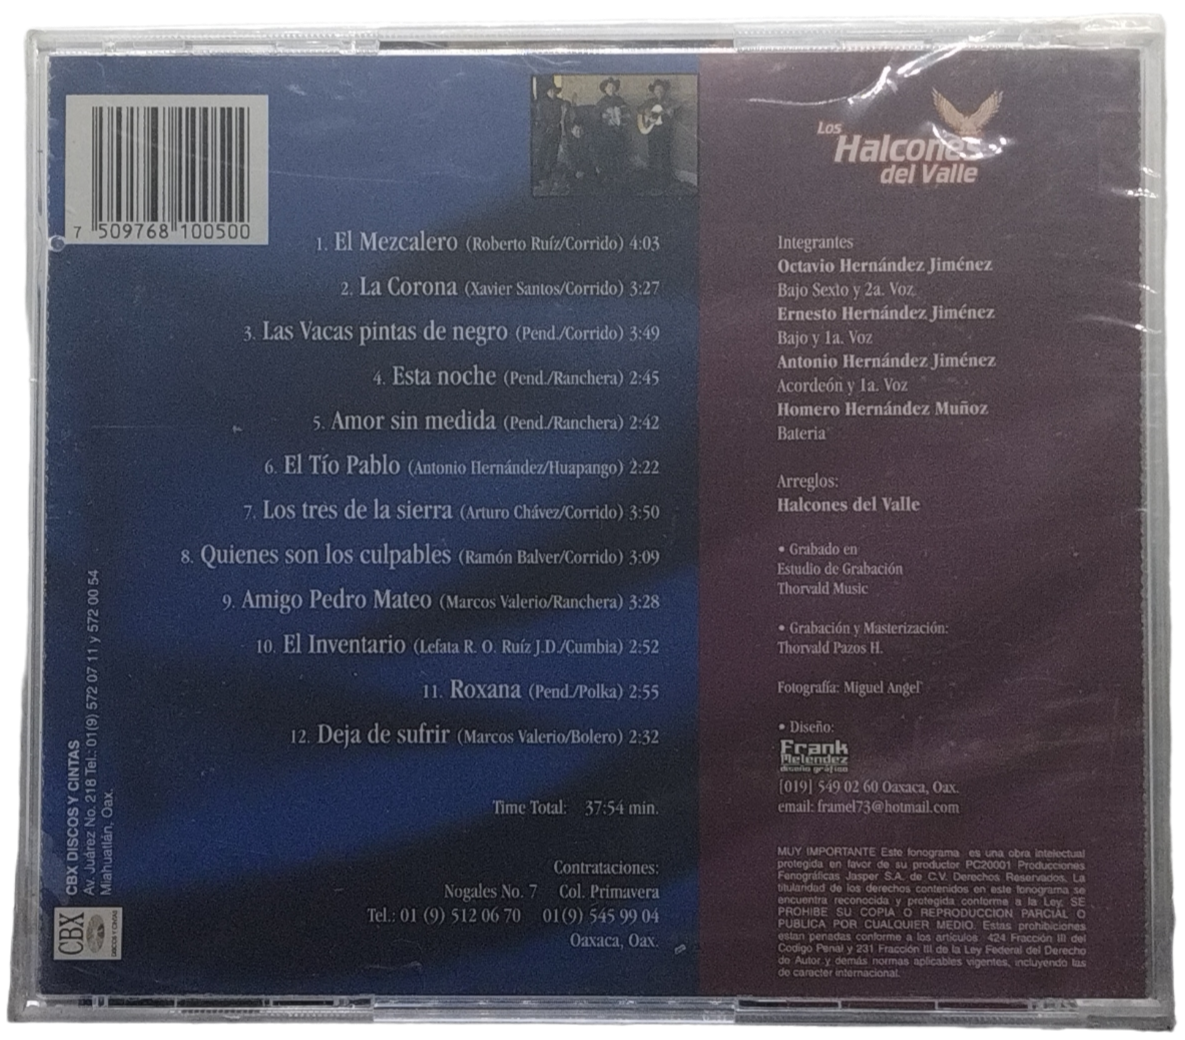 7 509768 100500
1. El Mezcalero (Roberto Ruíz/Corrido) 4:03
2. La Corona (Xavier Santos/Corrido) 3:27
3. Las Vacas pintas de negro (Pend./Corrido) 3:49
4. Esta noche (Pend./Ranchera) 2:45
5. Amor sin medida (Pend./Ranchera) 2:42
6. El Tío Pablo (Antonio Hernández/Huapango) 2:22
7. Los tres de la sierra (Arturo Chávez/Corrido) 3:50
8. Quienes son los culpables (Ramón Balver/Corrido) 3:09
9. Amigo Pedro Mateo (Marcos Valerio/Ranchera) 3:28
10. El Inventario (Lefata R. O. Ruíz J.D./Cumbia) 2:52
11. Roxana (Pend./Polka) 2:55
12. Deja de sufrir (Marcos Valerio/Bolero) 2:32
Time Total: 37:54 min.
Contrataciones:
Nogales No. 7 Col. Primavera
Tel.: 01 (9) 512 06 70 01(9) 545 99 04
Oaxaca, Oax.
CBX DISCOS Y CINTAS
Av. Juárez No. 218 Tel.: 01(9) 572 07 11 y 572 00 54
Miahuatlán, Oax.
CBX
DISCOS Y CINTAS
Los
Halcones
del Valle
Integrantes
Octavio Hernández Jiménez
Bajo Sexto y 2a. Voz
Ernesto Hernández Jiménez
Bajo y 1a. Voz
Antonio Hernández Jiménez
Acordeón y 1a. Voz
Homero Hernández Muñoz
Bateria
Arreglos:
Halcones del Valle
• Grabado en
Estudio de Grabación
Thorvald Music
• Grabación y Masterización:
Thorvald Pazos H.
Fotografía: Miguel Angel
• Diseño:
Frank
Melendez
diseño gráfico
[019] 549 02 60 Oaxaca, Oax.
email: framel73@hotmail.com
MUY IMPORTANTE Este fonograma es una obra intelectual
protegida en favor de su productor PC20001 Producciones
Fonográficas Jasper S.A. de C.V. Derechos Reservados. La
titularidad de los derechos contenidos en este fonograma se
encuentra reconocida y protegida conforme a la Ley. SE
PROHIBE SU COPIA O REPRODUCCION PARCIAL O
PUBLICA POR CUALQUIER MEDIO. Estas prohibiciones
estan penadas conforme a los artículos 424 Fracción III del
Codigo Penal y 231 Fracción III de la Ley Federal del Derecho
de Autor y demás normas aplicables vigentes, incluyendo las
de caracter internacional.